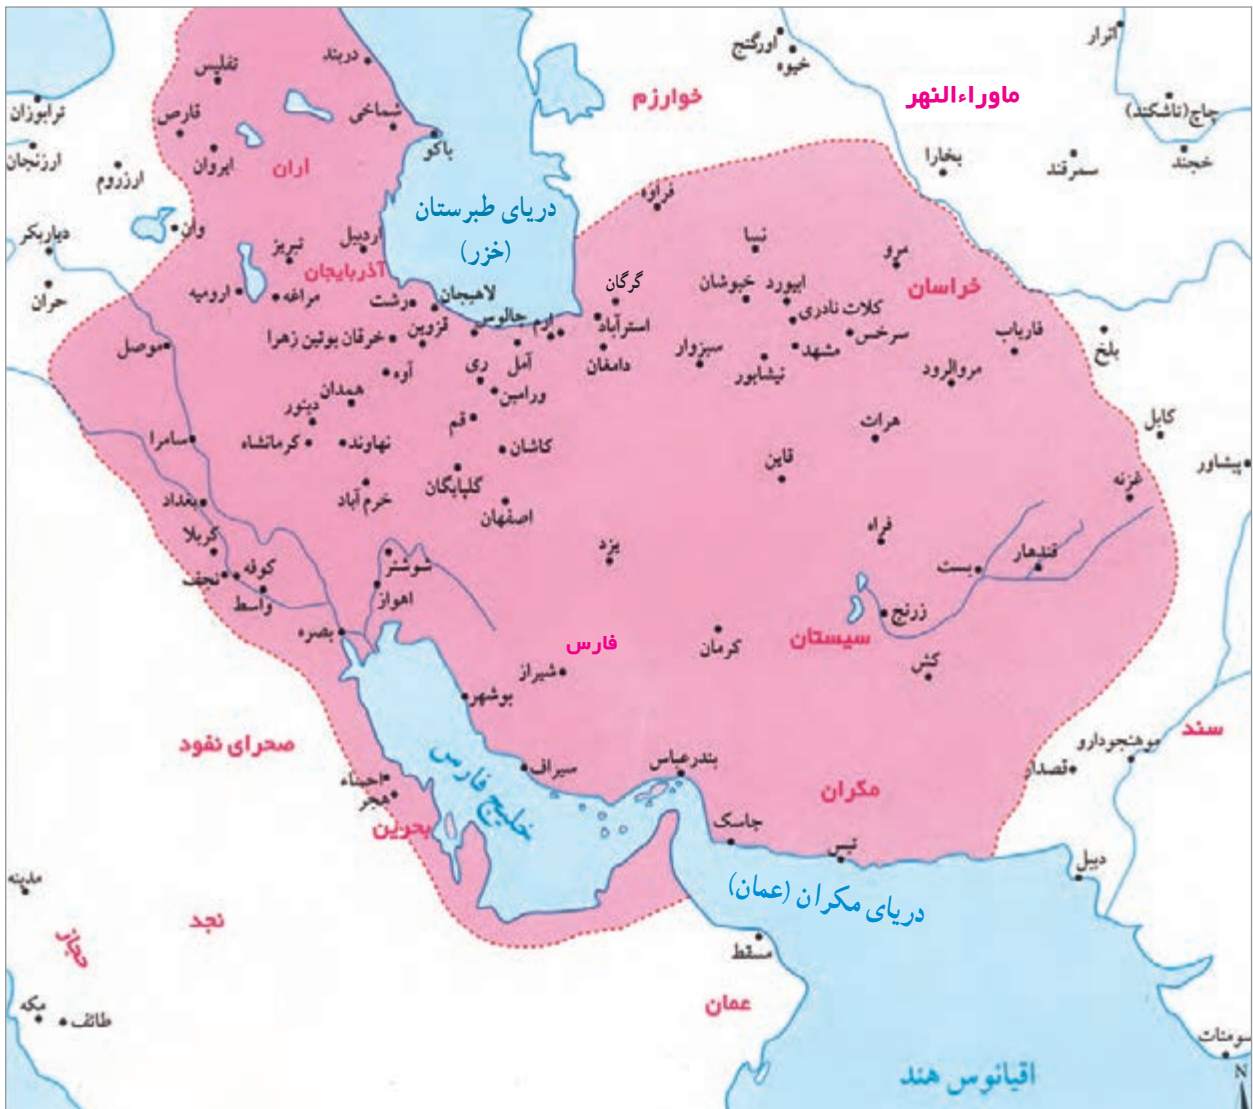 اترار
اورگنج
خیوه
ماوراءالنهر
خوارزم
چاچ(تاشکند)
خجند
سمرقند
بخارا
دربند
تفلیس
شماخی
قارص
باکو
ایروان
اران
ترابوزان
ارزنجان
ارزروم
وان
دیاربکر
حران
دریای طبرستان
(خزر)
فراوه
نسا
مرو
خراسان
اردبیل
تبریز
آذربایجان
ارومیه
مراغه
رشت
لاهیجان
گرگان
خبوشان
ابیورد
کلات نادری
سرخس
فاریاب
بلخ
استرآباد
ارم
چالوس
قزوین
خرقان بوئین زهرا
موصل
آمل
ری
دامغان
سبزوار
نیشابور
مشهد
مروالرود
آوه
ورامین
همدان
دینور
قم
کابل
هرات
سامرا
کرمانشاه
نهاوند
کاشان
گلپایگان
قاین
پیشاور
غزنه
بغداد
خرم آباد
اصفهان
کربلا
یزد
فراه
قندهار
بست
نجف
کوفه
واسط
شوشتر
اهواز
زرنج
بصره
فارس
کرمان
سیستان
کش
شیراز
بوشهر
سند
موهنجودارو
قصدار
صحرای نفود
خلیج فارس
سیراف
بندرعباس
مکران
احساء
هجر
بحرین
جاسک
تیس
دیبل
مدینه
دریای مکران (عمان)
نجد
حجاز
مسقط
عمان
مکه
طائف
سومنات
اقیانوس هند
N